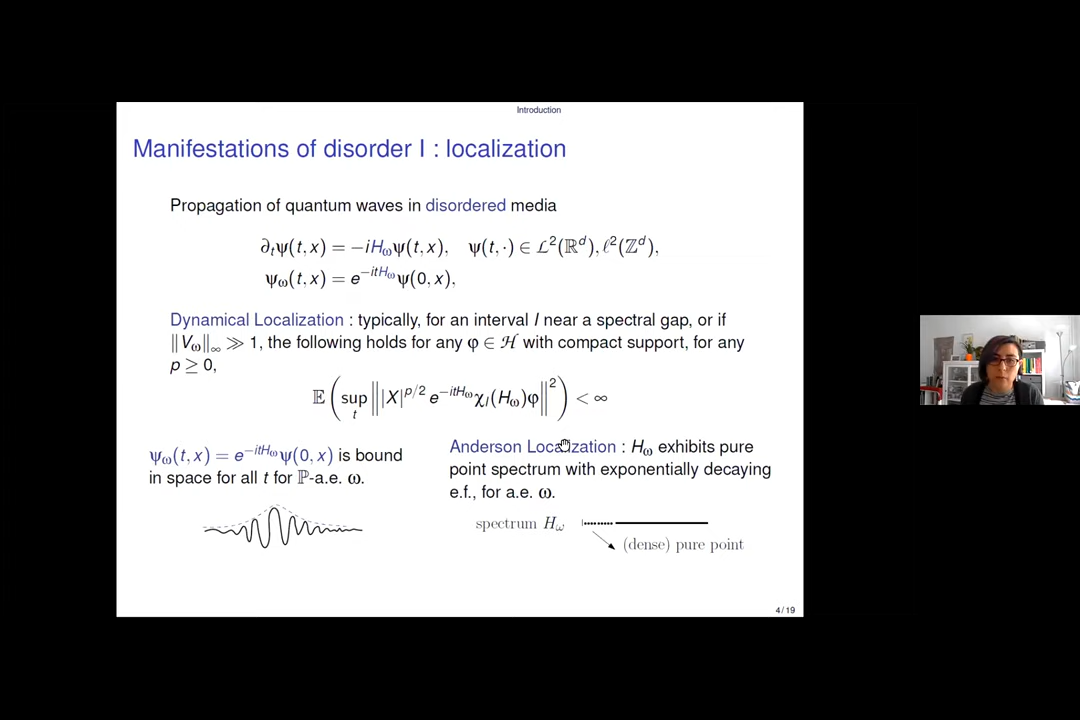 Introduction
Manifestations of disorder I : localization
Propagation of quantum waves in disordered media
∂ₜψ(t, x) = −iH_ωψ(t, x),   ψ(t, ·) ∈ L²(ℝᵈ), ℓ²(ℤᵈ),
ψ_ω(t, x) = e^{−itH_ω}ψ(0, x),
Dynamical Localization : typically, for an interval I near a spectral gap, or if
‖V_ω‖_∞ ≫ 1, the following holds for any φ ∈ ℋ with compact support, for any
p ≥ 0,
𝔼 ( sup_t ‖ |X|^{p/2} e^{−itH_ω} χ_I(H_ω)φ ‖² ) < ∞
ψ_ω(t, x) = e^{−itH_ω}ψ(0, x) is bound
in space for all t for ℙ-a.e. ω.
Anderson Localization : H_ω exhibits pure
point spectrum with exponentially decaying
e.f., for a.e. ω.
spectrum H_ω
(dense) pure point
4 / 19